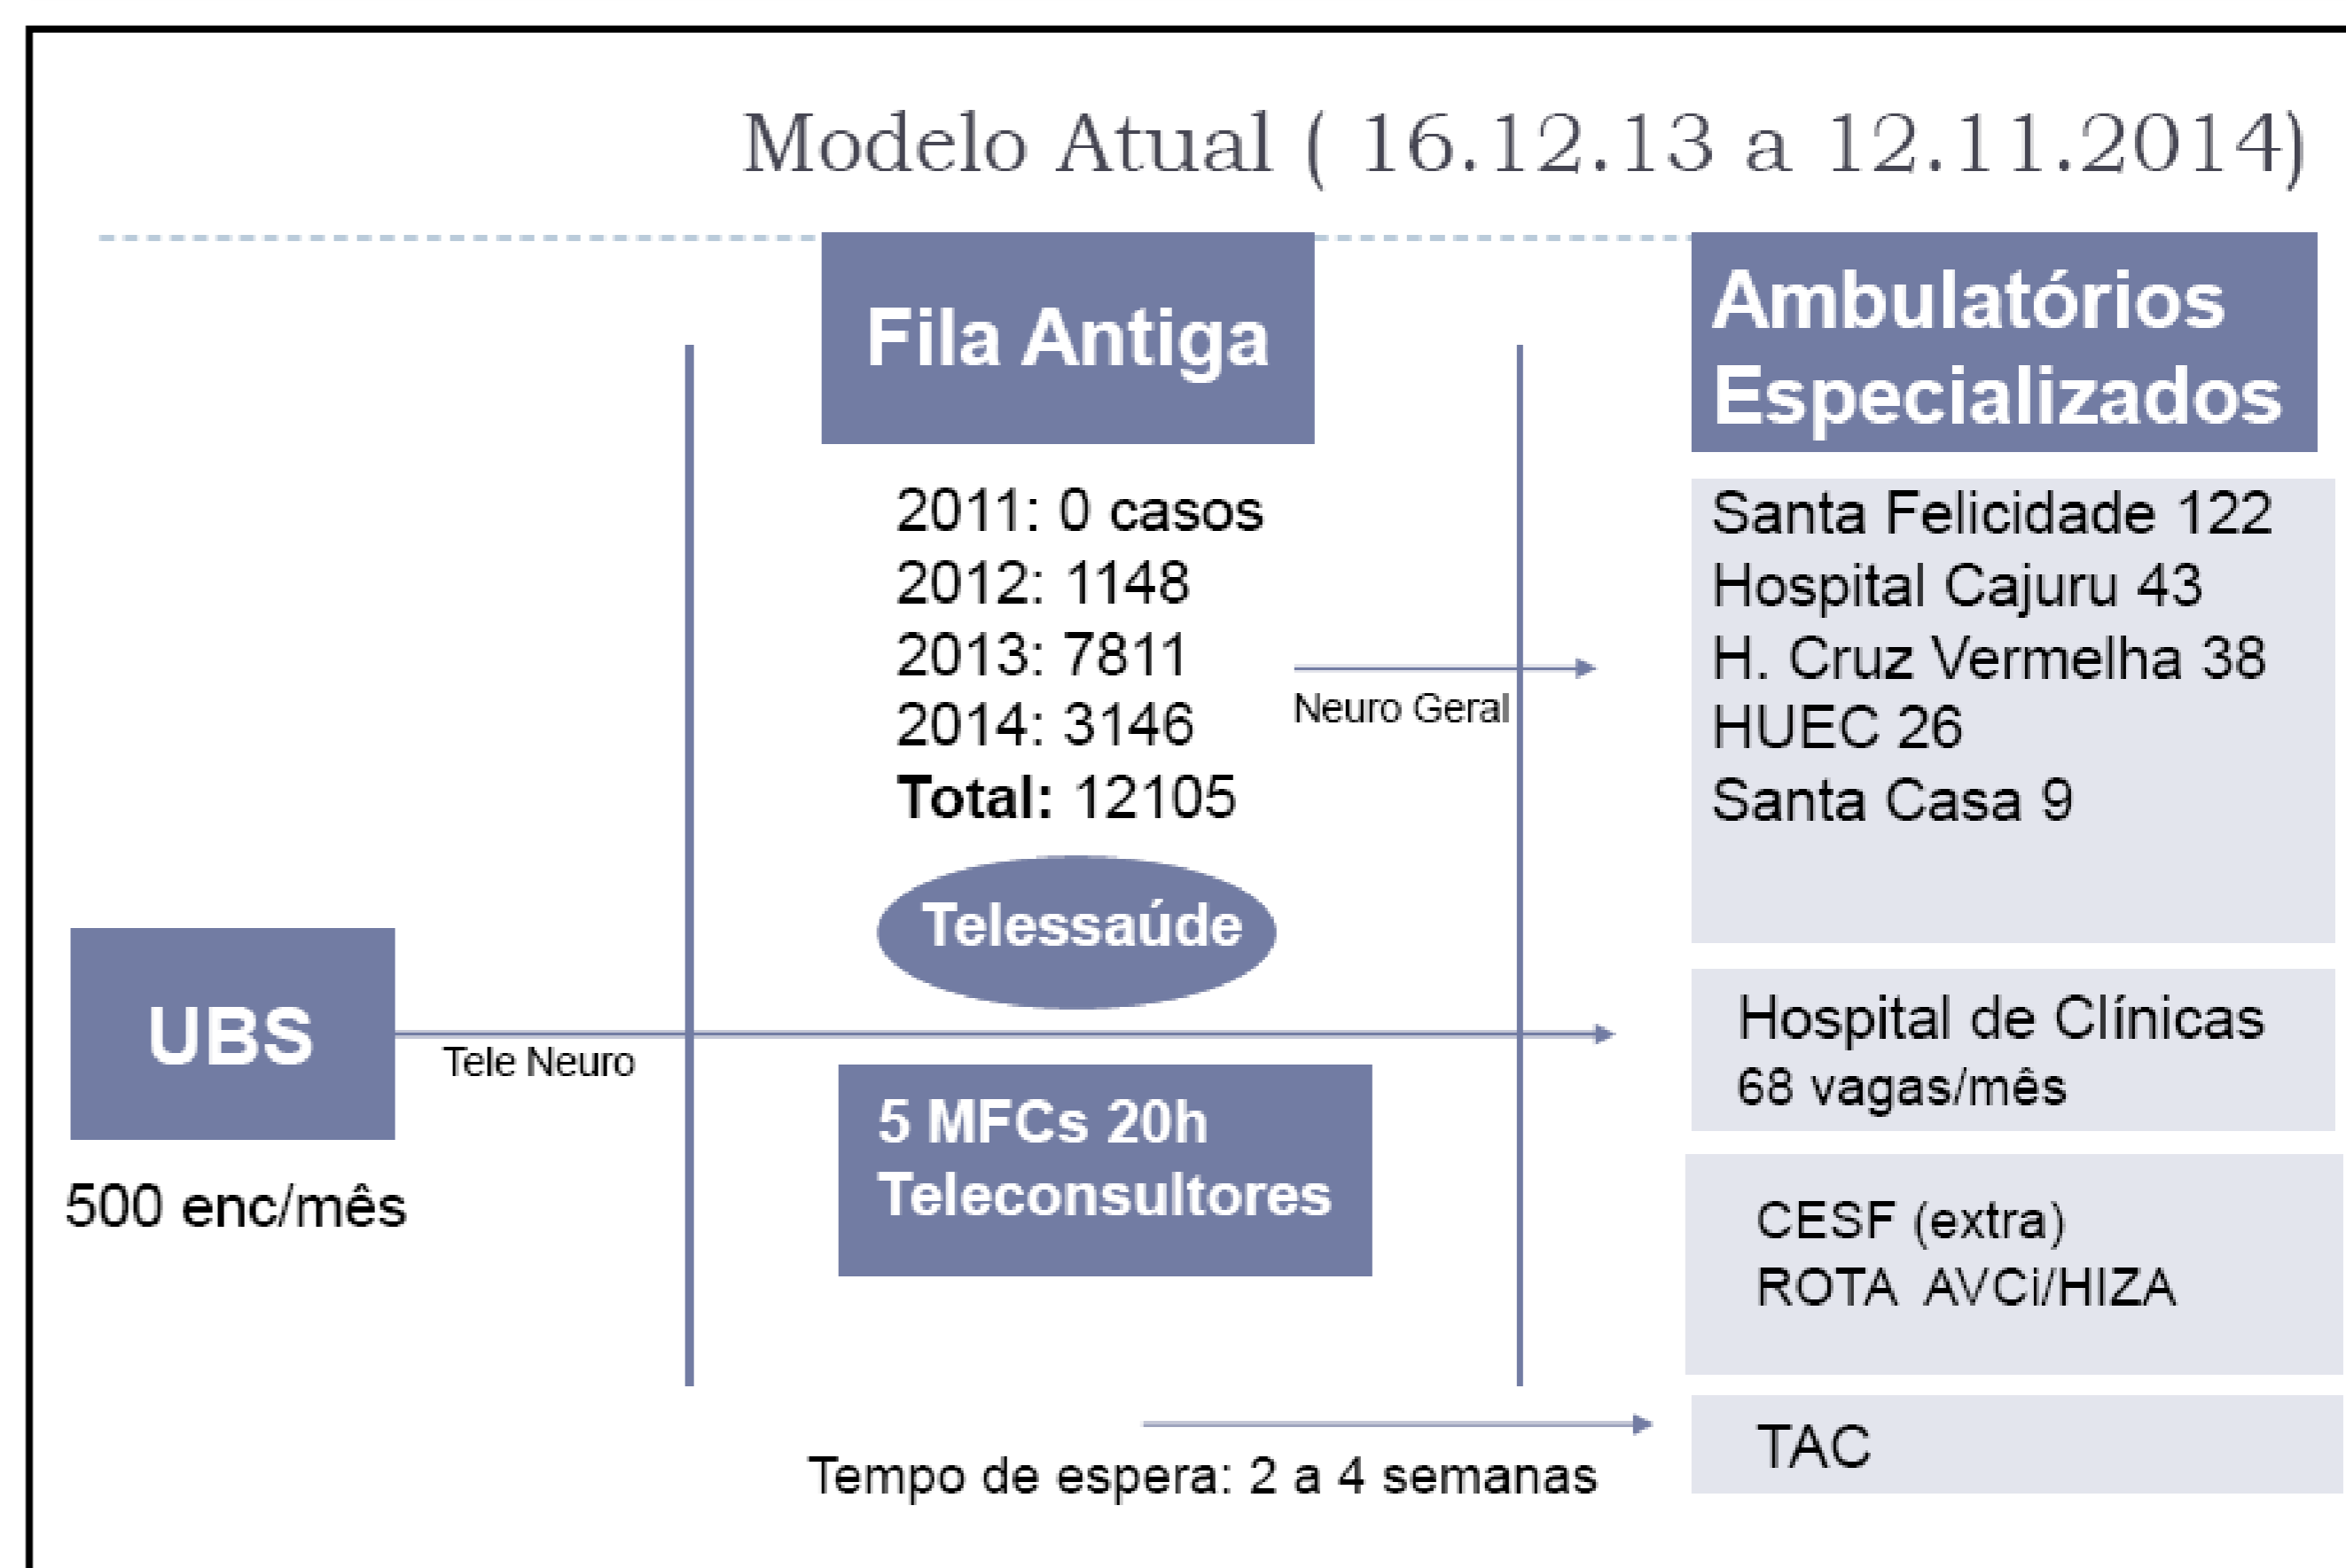 Modelo Atual ( 16.12.13 a 12.11.2014)
Fila Antiga
2011: 0 casos
2012: 1148
2013: 7811
2014: 3146
Total: 12105
Neuro Geral
Telessaúde
UBS
Tele Neuro
500 enc/mês
5 MFCs 20h
Teleconsultores
Tempo de espera: 2 a 4 semanas
Ambulatórios
Especializados
Santa Felicidade 122
Hospital Cajuru 43
H. Cruz Vermelha 38
HUEC 26
Santa Casa 9
Hospital de Clínicas
68 vagas/mês
CESF (extra)
ROTA AVCi/HIZA
TAC